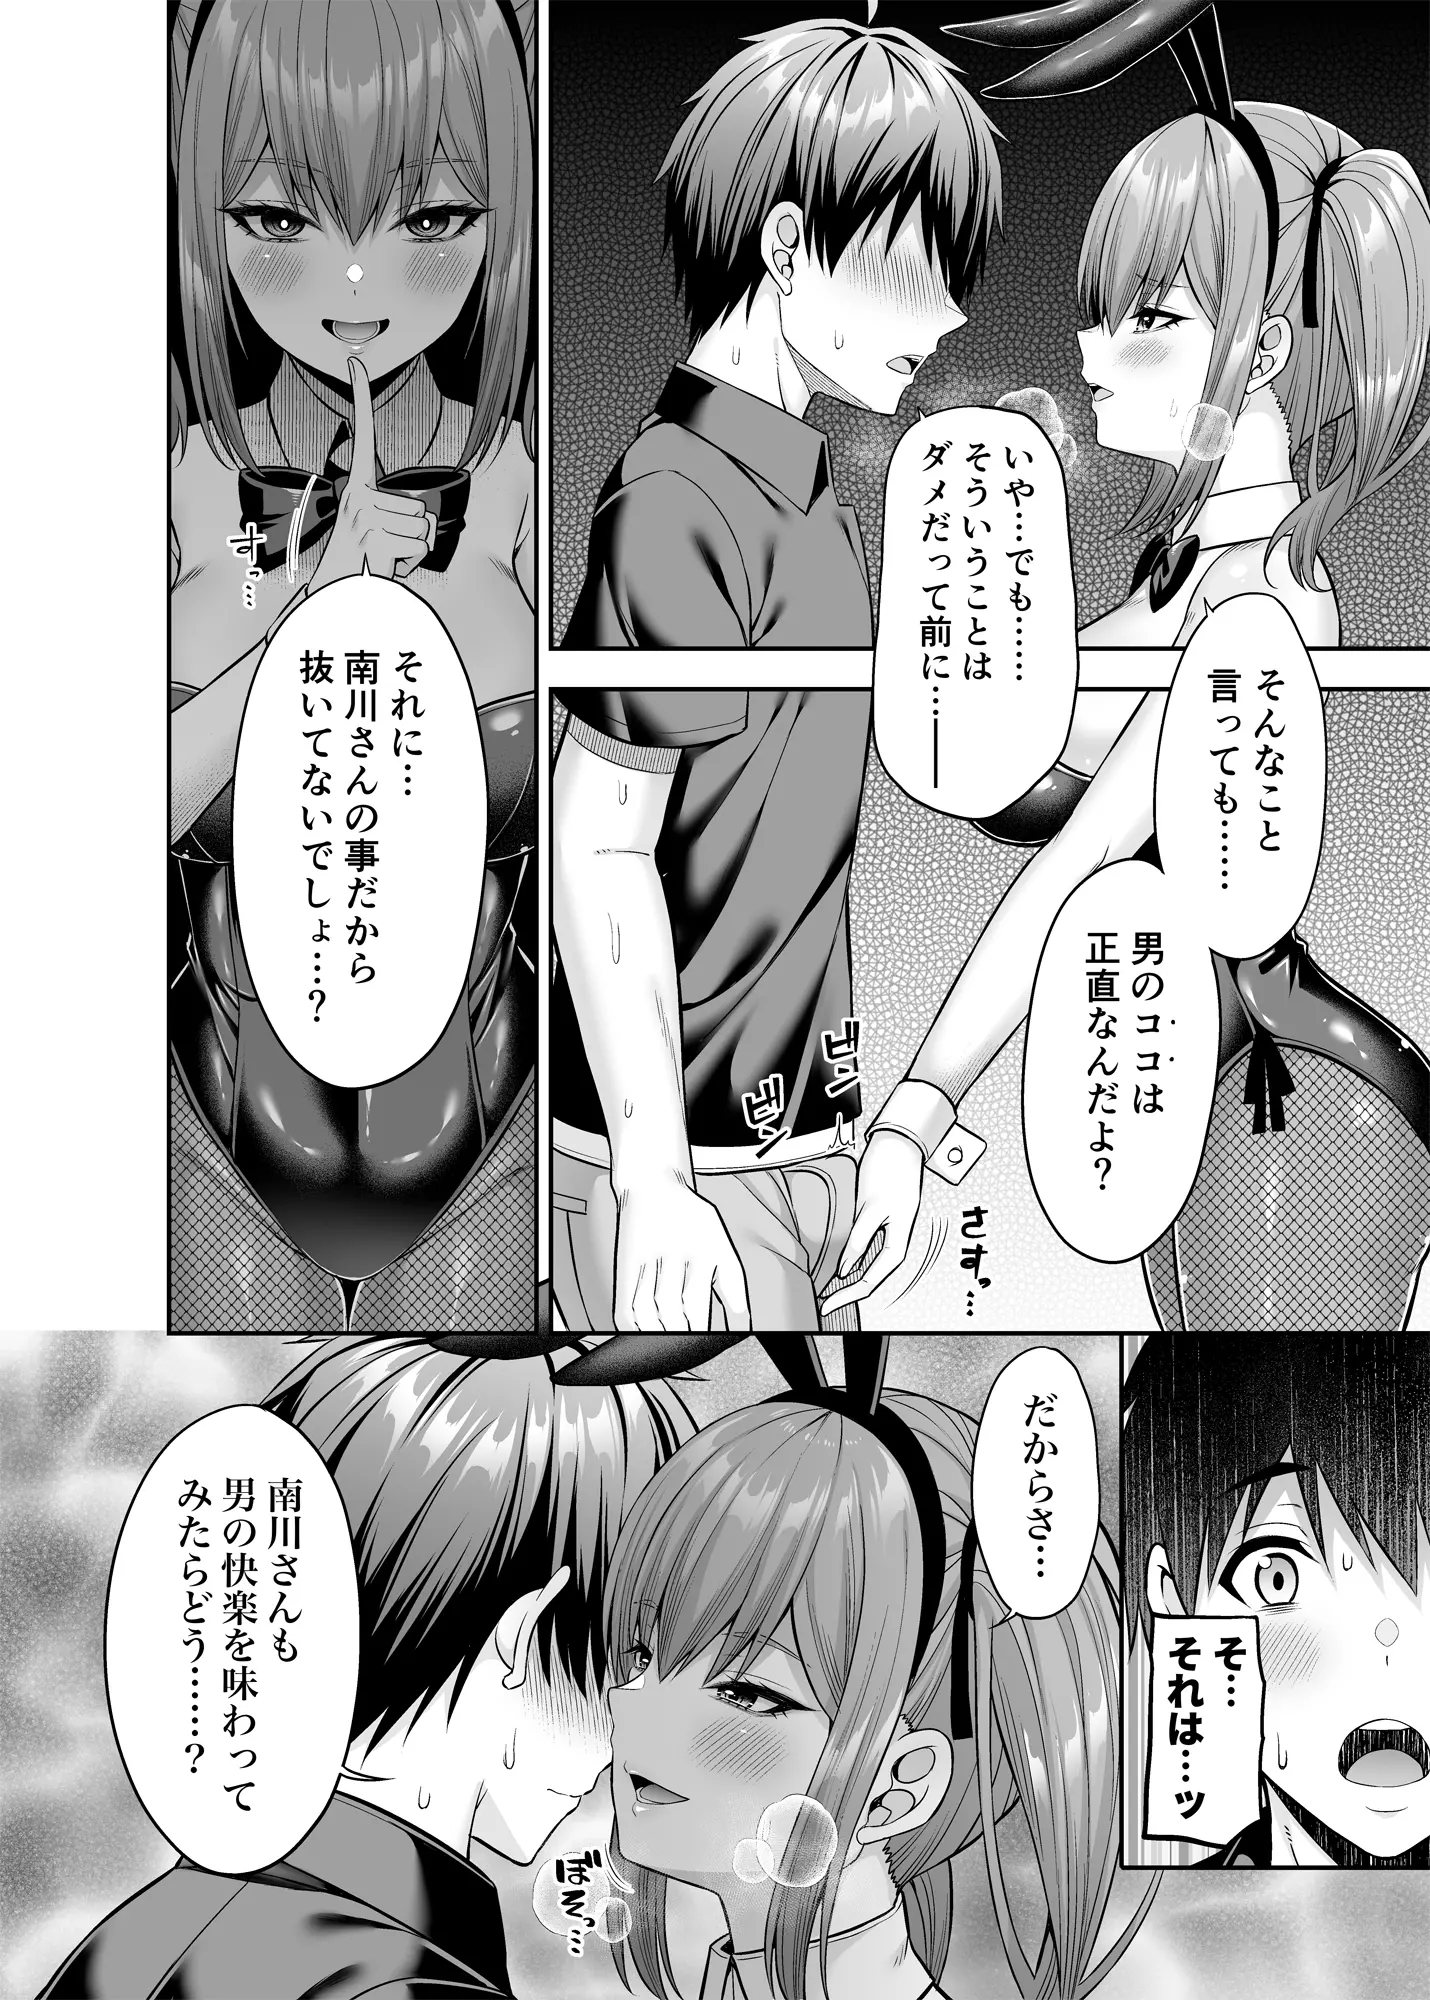 いや…でも……
そういうことは
ダメだって前に…――
そんなこと
言っても……
男のココは
正直なんだよ？
ビン
ビン
さすっ…
すっ…
それに…
南川さんの事だから
抜いてないでしょ…？
そ…
それは…ッ
だからさ…
南川さんも
男の快楽を味わって
みたらどう……？
ぼそっ…